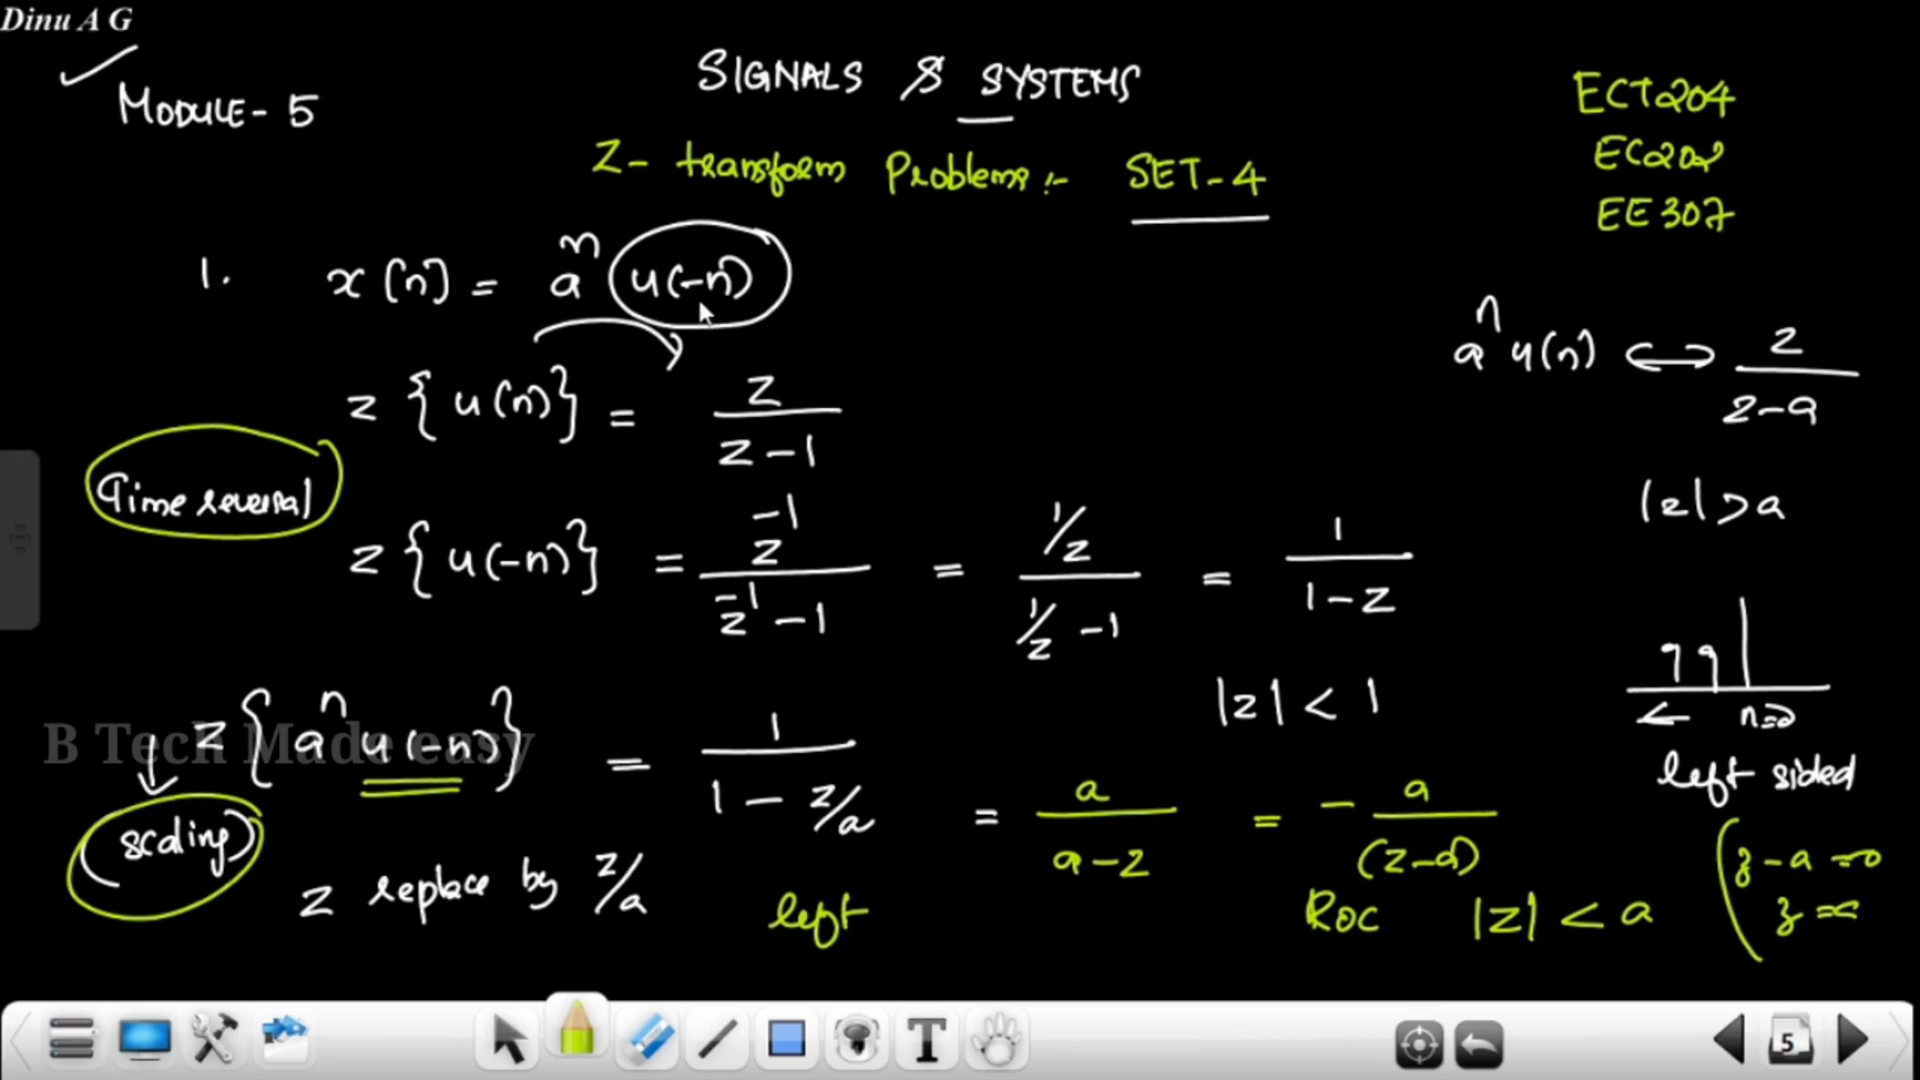 Dinu A G
MODULE - 5
SIGNALS & SYSTEMS
ECT204
EC202
EE307
Z - transform Problems :- SET - 4
1. x[n] = a^n u(-n)
a^n u(n) ↔ z/(z-a)
z{u(n)} = z/(z-1)
|z| > a
Time reversal
z{u(-n)} = z^-1/(z^-1 - 1) = (1/z)/(1/z - 1) = 1/(1-z)
|z| < 1
n=0
left sided
B Tech Made easy
z{a^n u(-n)} = 1/(1 - z/a) = a/(a-z) = - a/(z-a)
scaling
z replace by z/a
left
ROC |z| < a
z-a=0
5